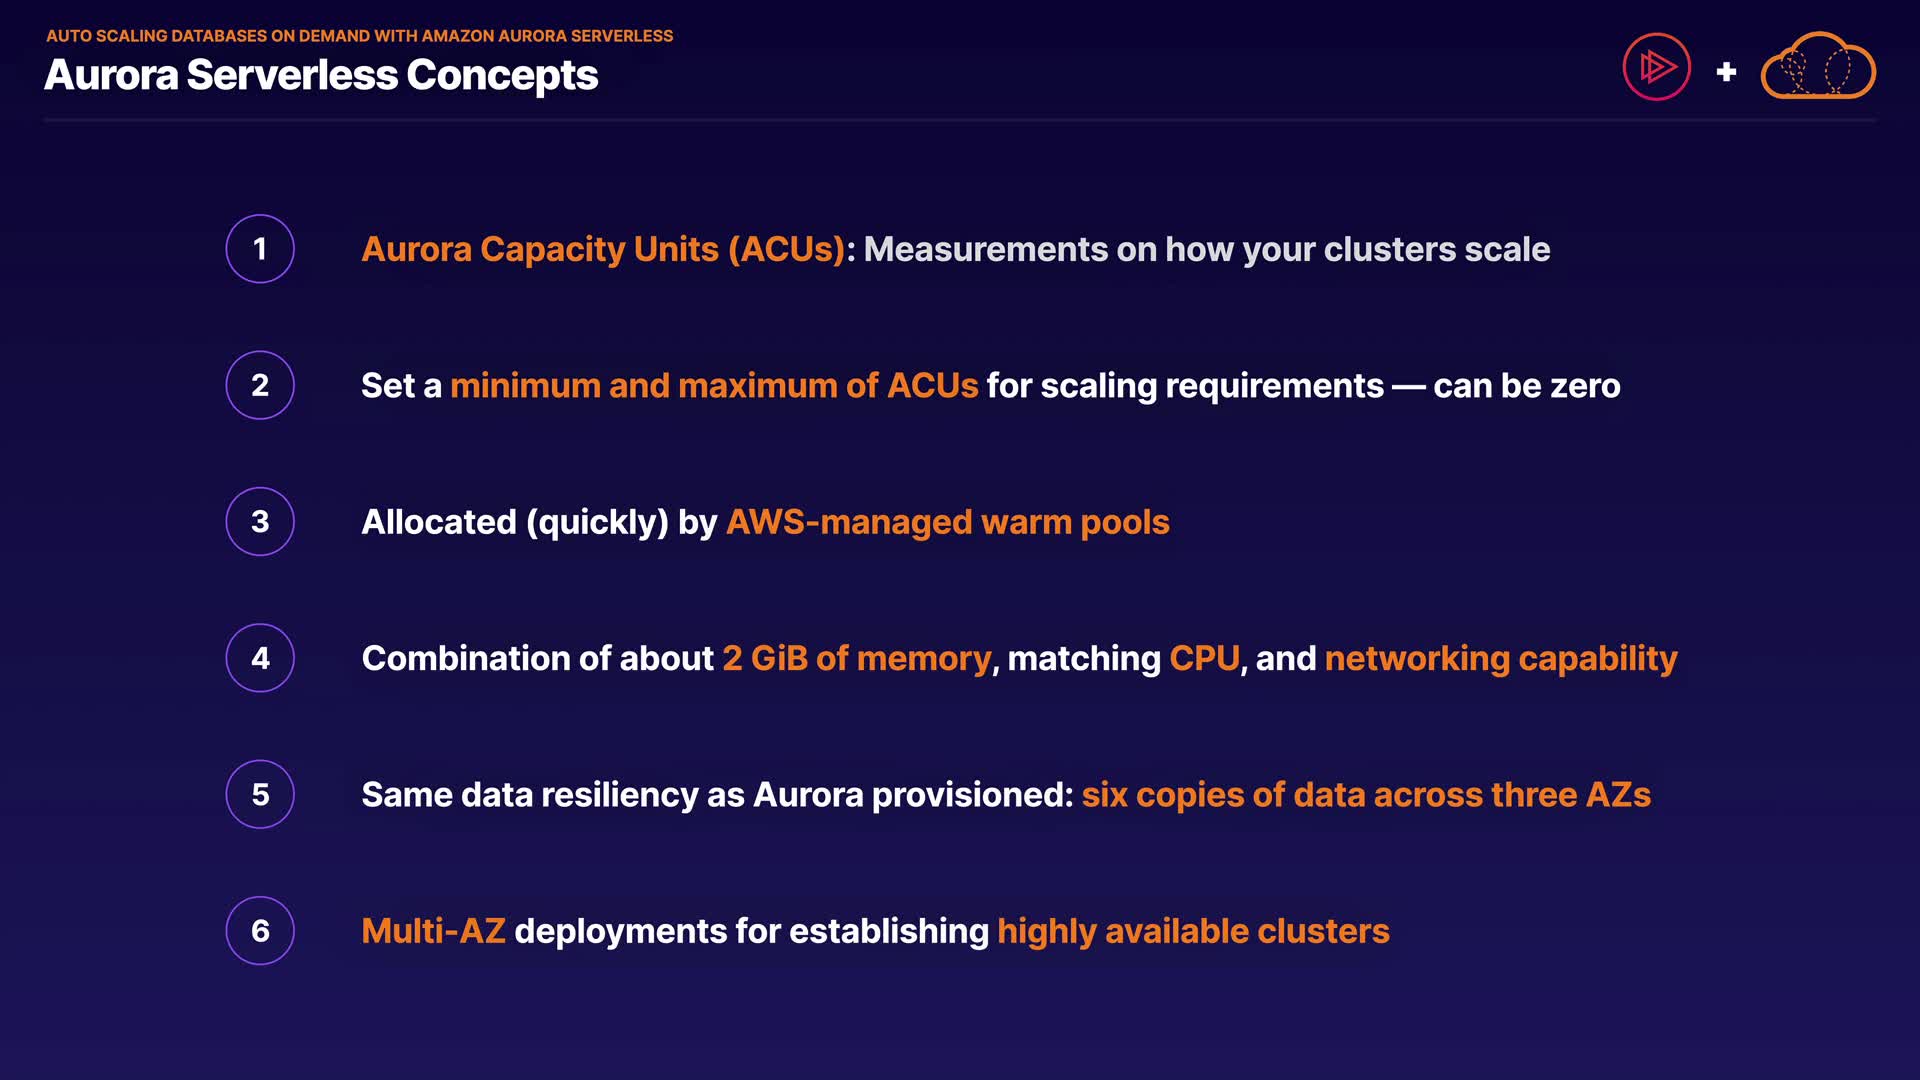 AUTO SCALING DATABASES ON DEMAND WITH AMAZON AURORA SERVERLESS
Aurora Serverless Concepts
+
1 Aurora Capacity Units (ACUs): Measurements on how your clusters scale
2 Set a minimum and maximum of ACUs for scaling requirements — can be zero
3 Allocated (quickly) by AWS-managed warm pools
4 Combination of about 2 GiB of memory, matching CPU, and networking capability
5 Same data resiliency as Aurora provisioned: six copies of data across three AZs
6 Multi-AZ deployments for establishing highly available clusters